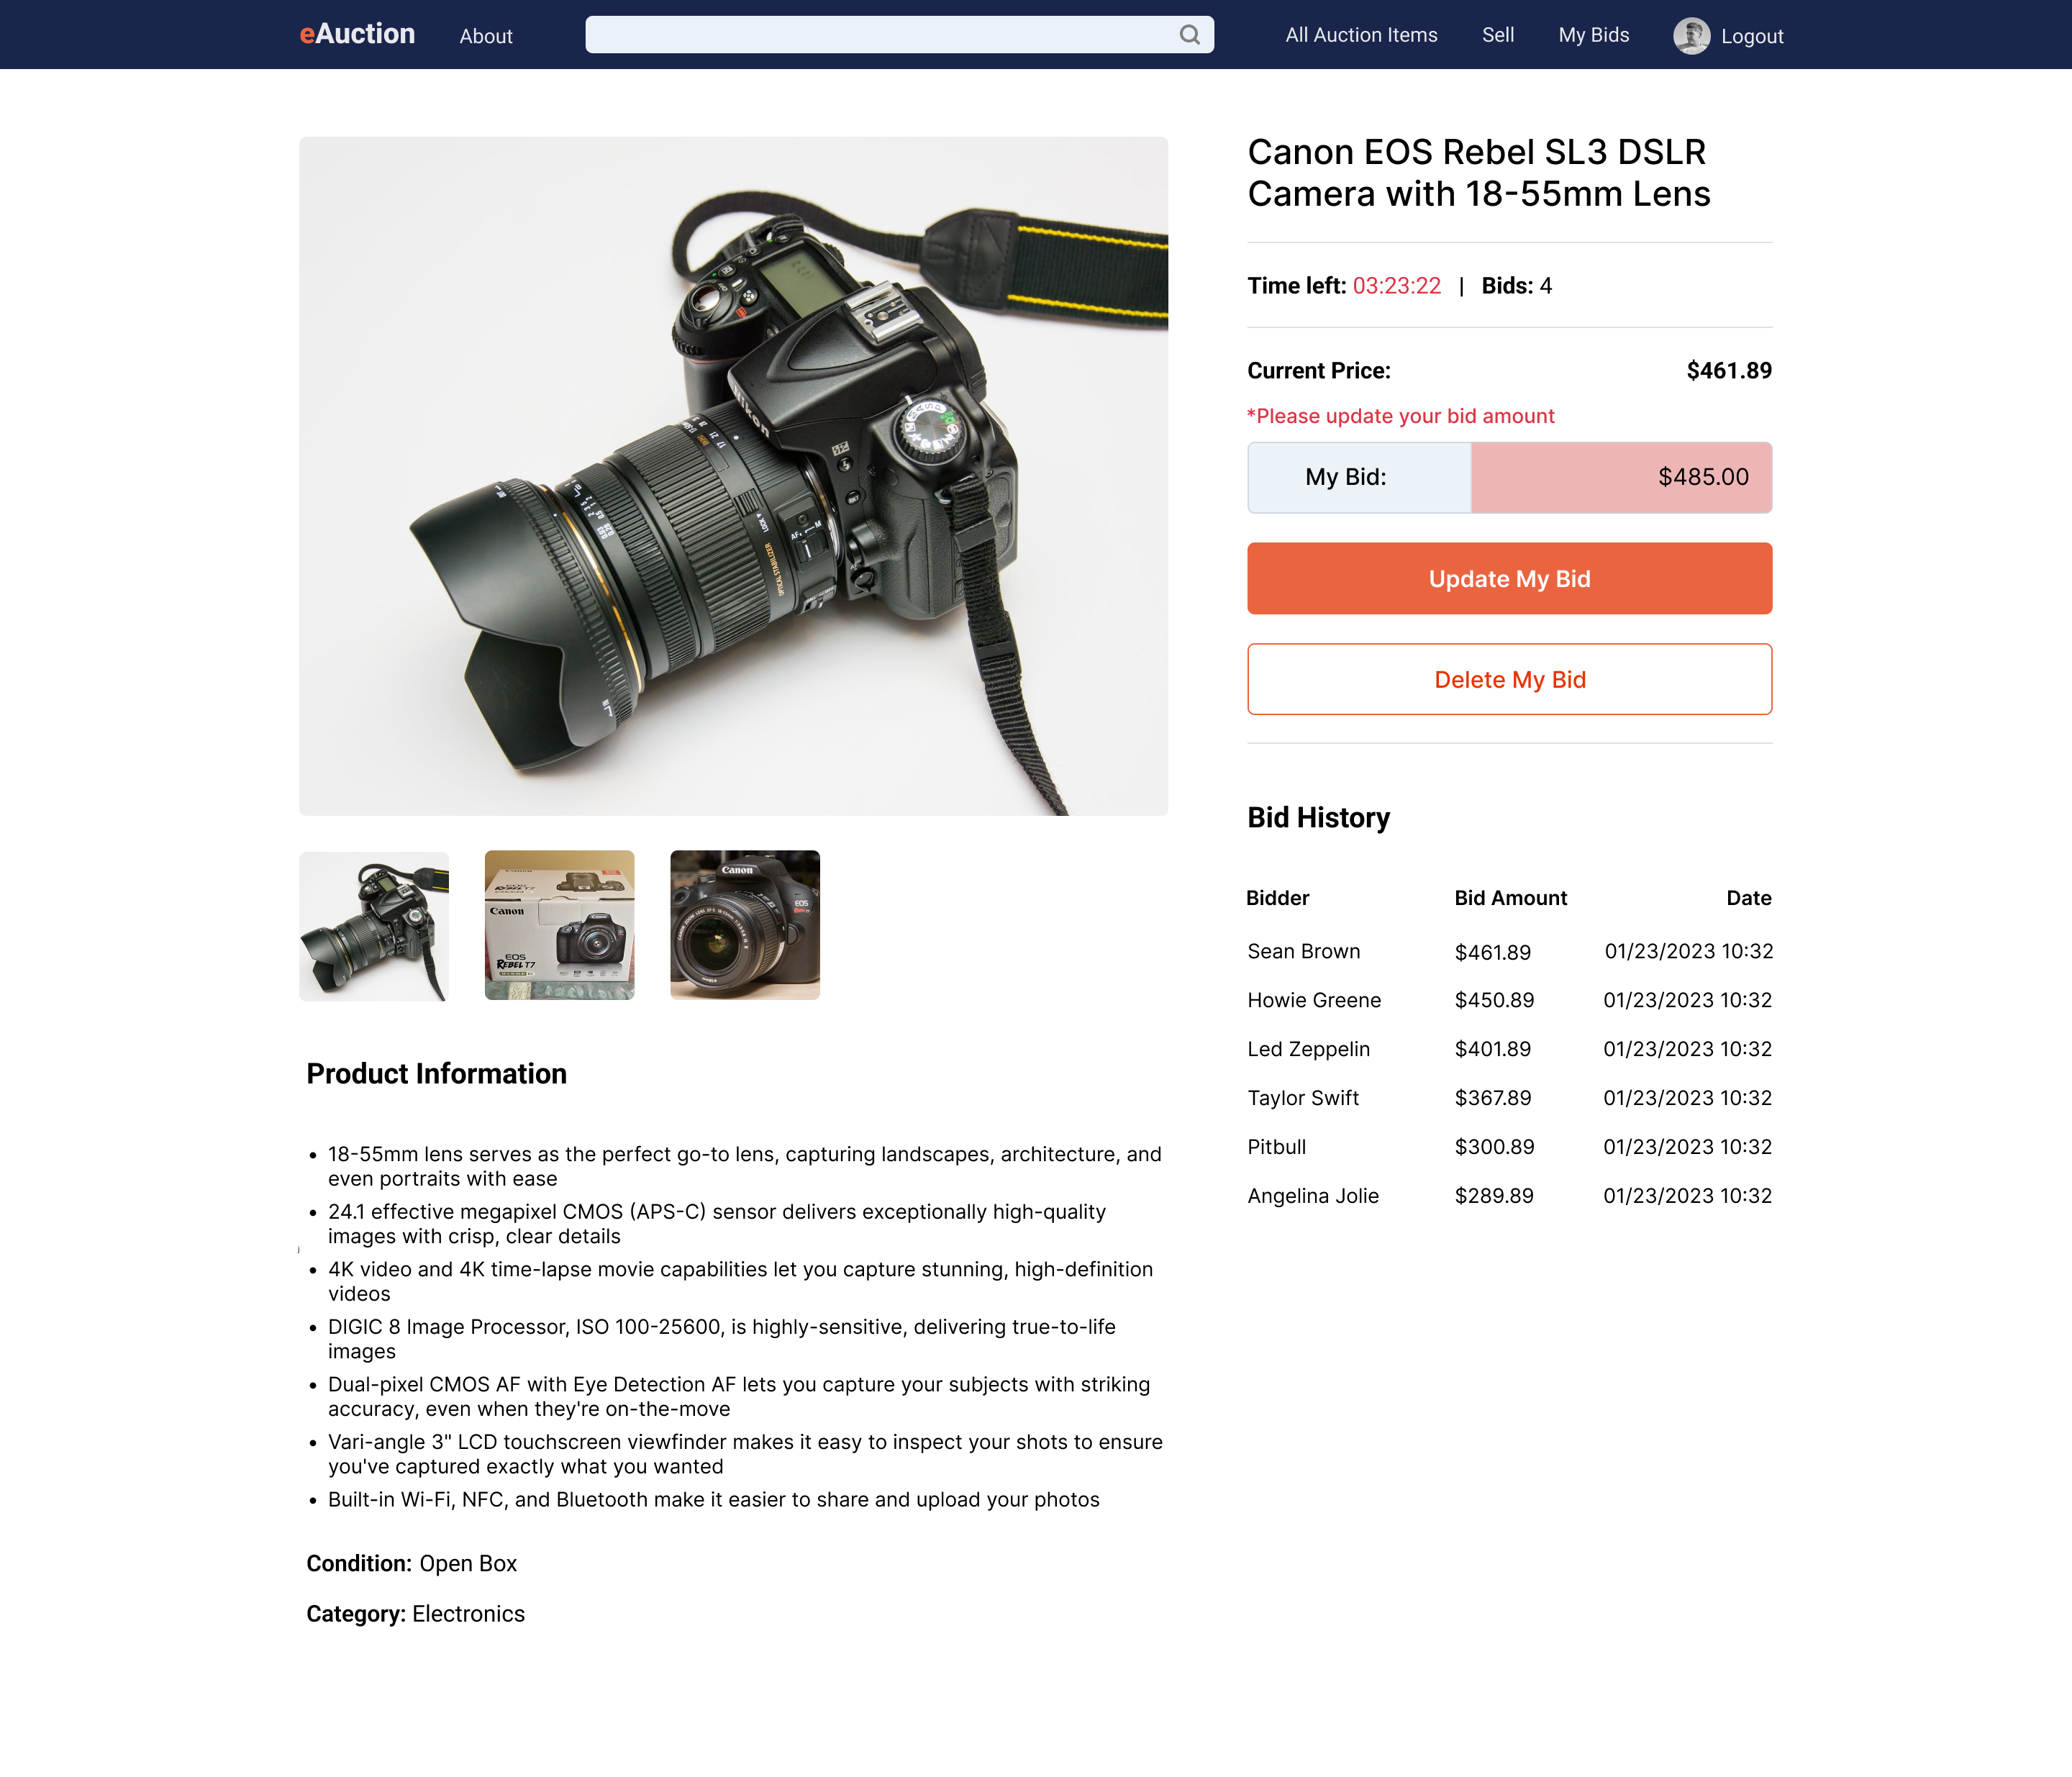 eAuction
About
All Auction Items
Sell
My Bids
Logout
Canon EOS Rebel SL3 DSLR
Camera with 18-55mm Lens
Time left: 03:23:22 | Bids: 4
Current Price: $461.89
*Please update your bid amount
My Bid: $485.00
Update My Bid
Delete My Bid
Nikon
OPTICAL STABILIZER
LOCK
AF
M
BKT
Canon
EOS
REBEL T7
Canon
EOS
Bid History
Bidder Bid Amount Date
Sean Brown $461.89 01/23/2023 10:32
Howie Greene $450.89 01/23/2023 10:32
Led Zeppelin $401.89 01/23/2023 10:32
Taylor Swift $367.89 01/23/2023 10:32
Pitbull $300.89 01/23/2023 10:32
Angelina Jolie $289.89 01/23/2023 10:32
Product Information
• 18-55mm lens serves as the perfect go-to lens, capturing landscapes, architecture, and
even portraits with ease
• 24.1 effective megapixel CMOS (APS-C) sensor delivers exceptionally high-quality
images with crisp, clear details
• 4K video and 4K time-lapse movie capabilities let you capture stunning, high-definition
videos
• DIGIC 8 Image Processor, ISO 100-25600, is highly-sensitive, delivering true-to-life
images
• Dual-pixel CMOS AF with Eye Detection AF lets you capture your subjects with striking
accuracy, even when they're on-the-move
• Vari-angle 3" LCD touchscreen viewfinder makes it easy to inspect your shots to ensure
you've captured exactly what you wanted
• Built-in Wi-Fi, NFC, and Bluetooth make it easier to share and upload your photos
Condition: Open Box
Category: Electronics